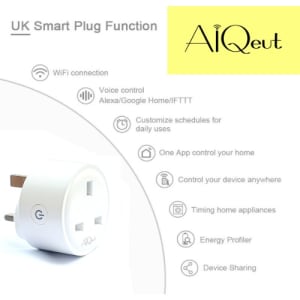 UK Smart Plug Function
AiQeut
WiFi connection
Voice control
Alexa/Google Home/IFTTT
Customize schedules for
daily uses
One App control your home
Control your device anywhere
Timing home appliances
Energy Profiler
Device Sharing
AiQeut